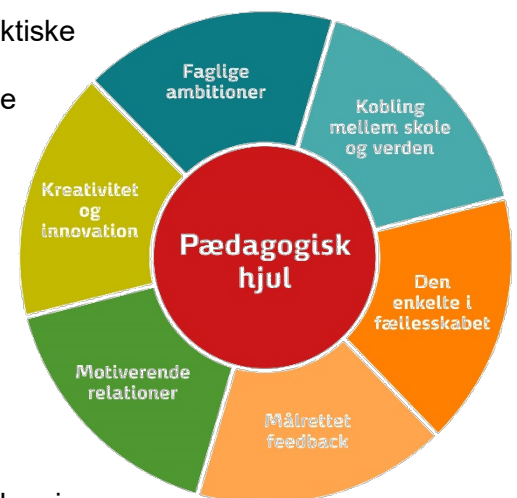 ktiske
e
Faglige
ambitioner
Kobling
mellem skole
og verden
Kreativitet
og
innovation
Pædagogisk
hjul
Den
enkelte i
fællesskabet
Motiverende
relationer
Målrettet
feedback